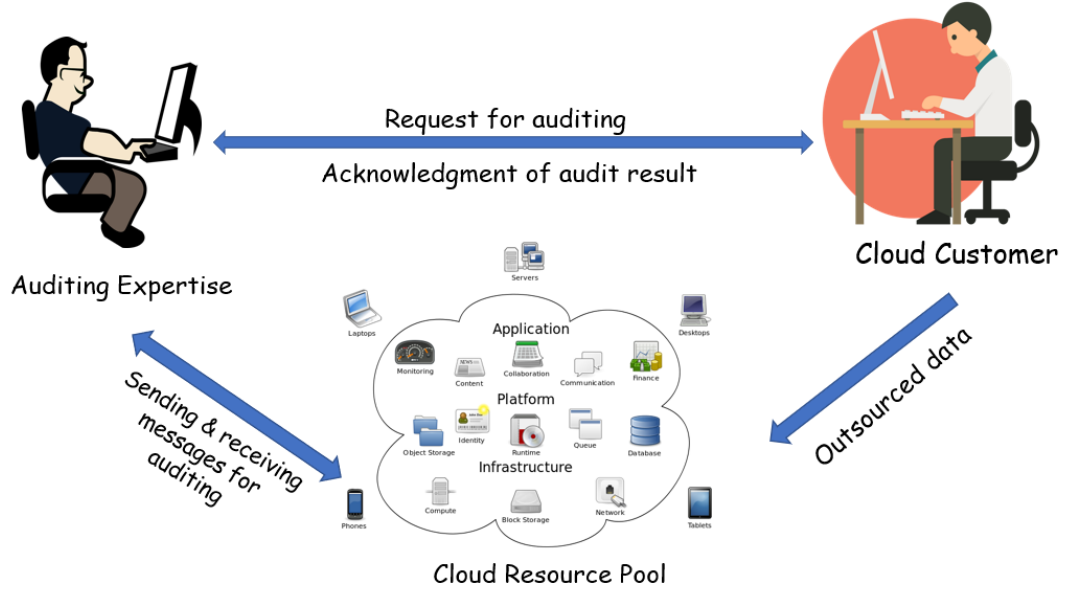 Request for auditing
Acknowledgment of audit result
Cloud Customer
Auditing Expertise
Servers
Laptops
Desktops
Application
Monitoring
Content
Collaboration
Communication
Finance
Platform
Object Storage
Identity
Runtime
Queue
Database
Infrastructure
Compute
Block Storage
Network
Phones
Tablets
Sending & receiving
messages for
auditing
Outsourced data
Cloud Resource Pool